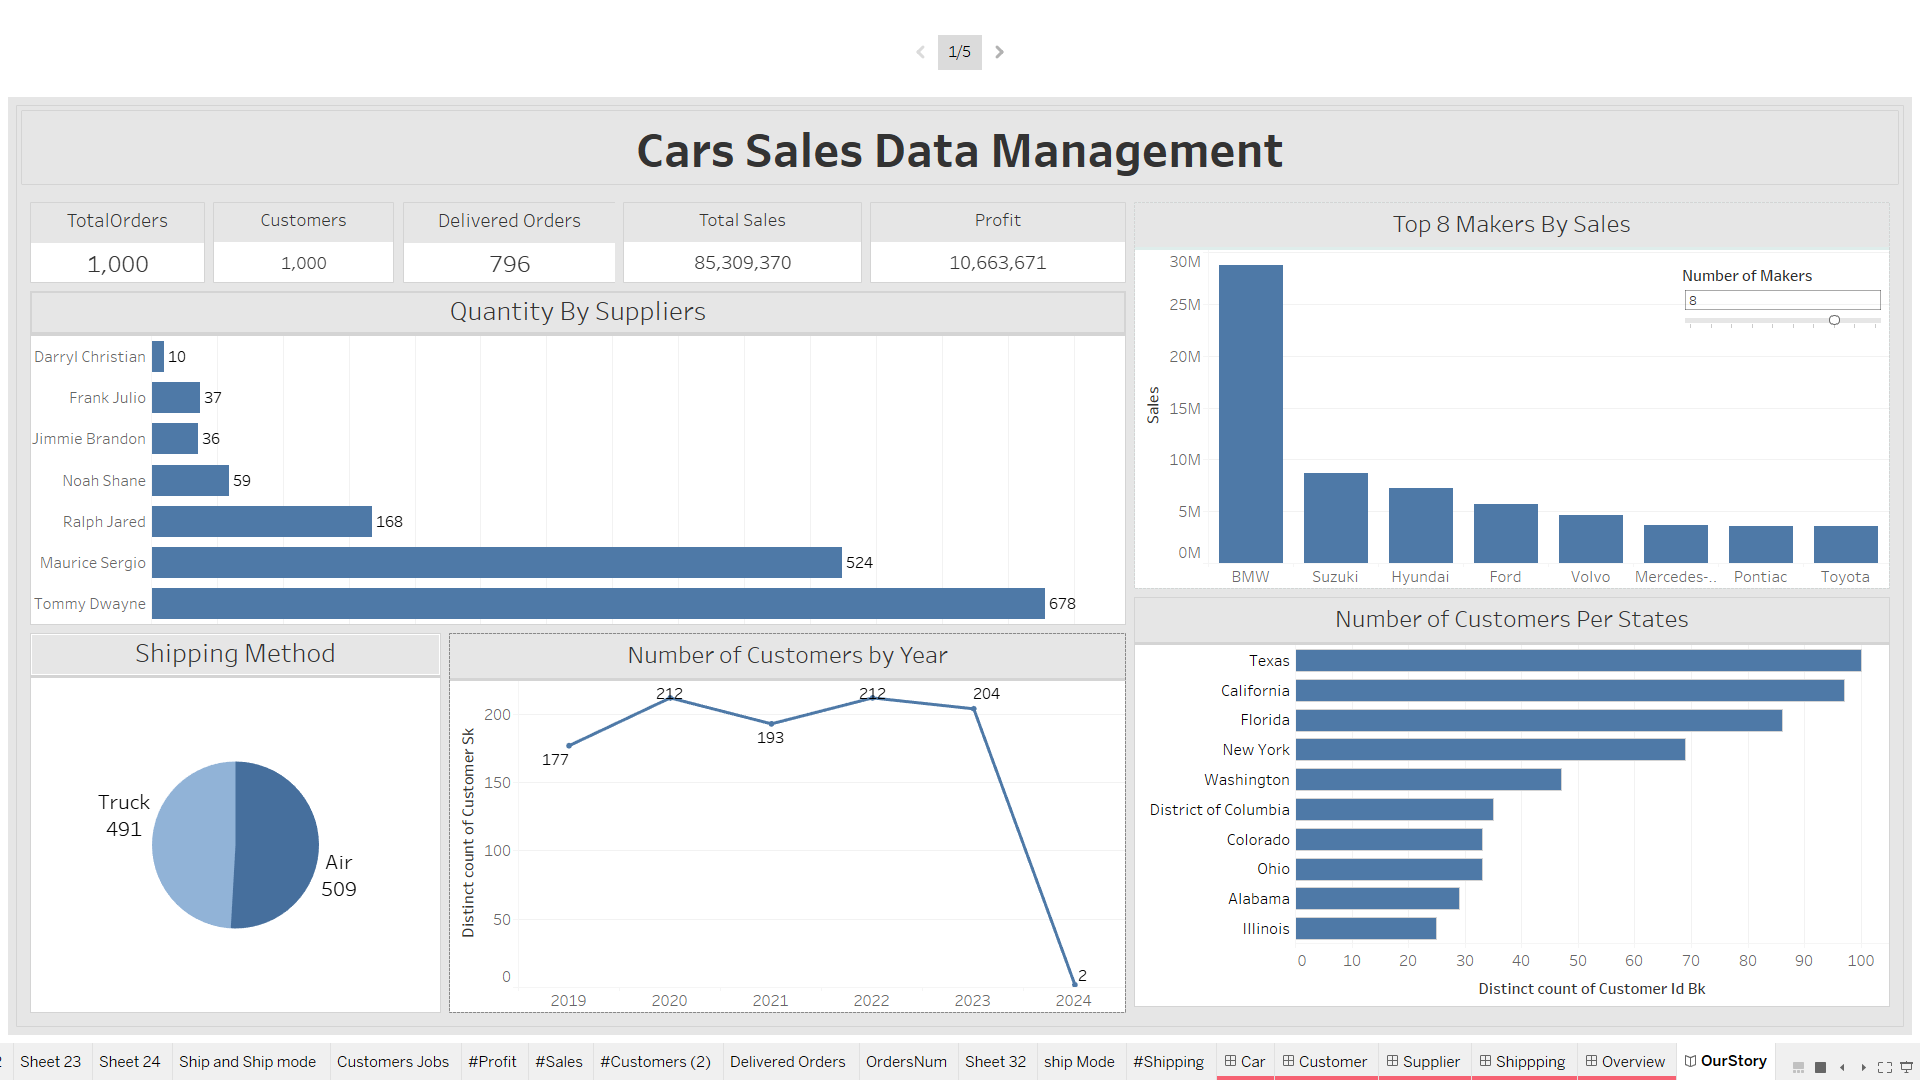 1/5
Cars Sales Data Management
TotalOrders
1,000
Customers
1,000
Delivered Orders
796
Total Sales
85,309,370
Profit
10,663,671
Quantity By Suppliers
Darryl Christian 10
Frank Julio 37
Jimmie Brandon 36
Noah Shane 59
Ralph Jared 168
Maurice Sergio 524
Tommy Dwayne 678
Top 8 Makers By Sales
Number of Makers
8
Sales
30M
25M
20M
15M
10M
5M
0M
BMW Suzuki Hyundai Ford Volvo Mercedes-.. Pontiac Toyota
Shipping Method
Truck
491
Air
509
Number of Customers by Year
Distinct count of Customer Sk
200
150
100
50
0
177
212
193
212
204
2
2019 2020 2021 2022 2023 2024
Number of Customers Per States
Texas
California
Florida
New York
Washington
District of Columbia
Colorado
Ohio
Alabama
Illinois
0 10 20 30 40 50 60 70 80 90 100
Distinct count of Customer Id Bk
Sheet 23 Sheet 24 Ship and Ship mode Customers Jobs #Profit #Sales #Customers (2) Delivered Orders OrdersNum Sheet 32 ship Mode #Shipping Car Customer Supplier Shippping Overview OurStory